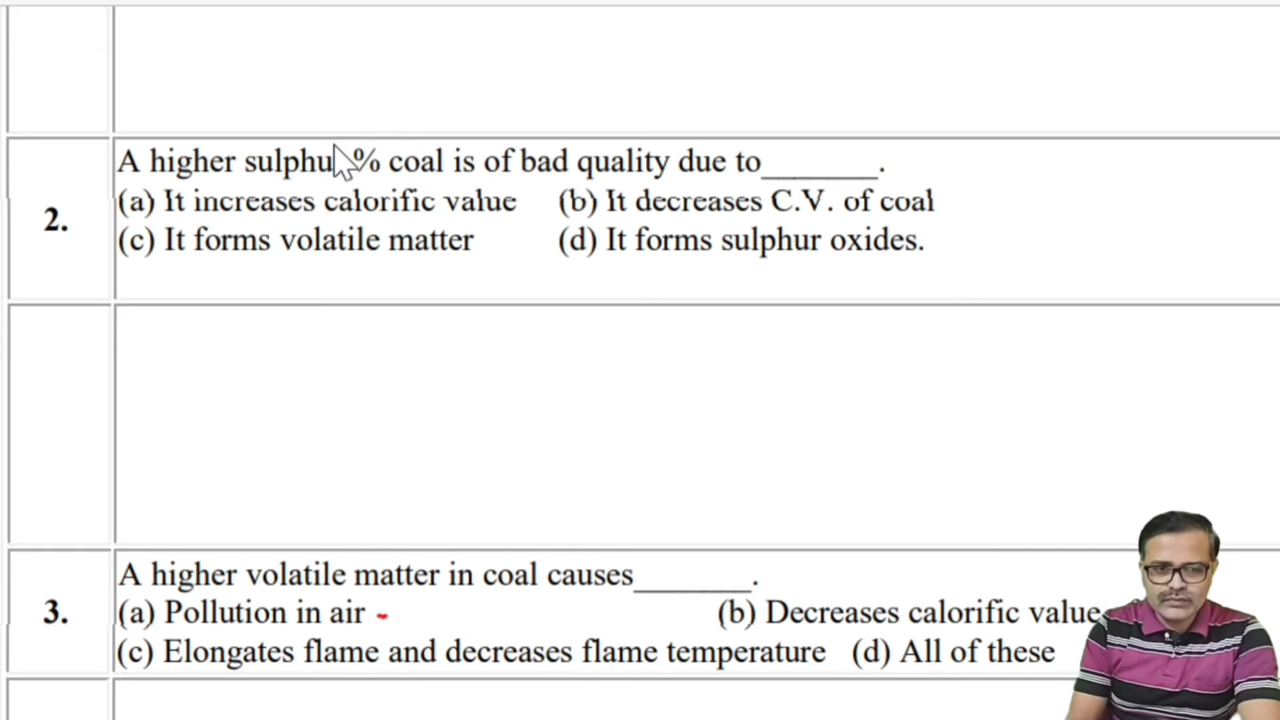 2.
A higher sulphu % coal is of bad quality due to________.
(a) It increases calorific value (b) It decreases C.V. of coal
(c) It forms volatile matter (d) It forms sulphur oxides.
3.
A higher volatile matter in coal causes________.
(a) Pollution in air - (b) Decreases calorific value
(c) Elongates flame and decreases flame temperature (d) All of these